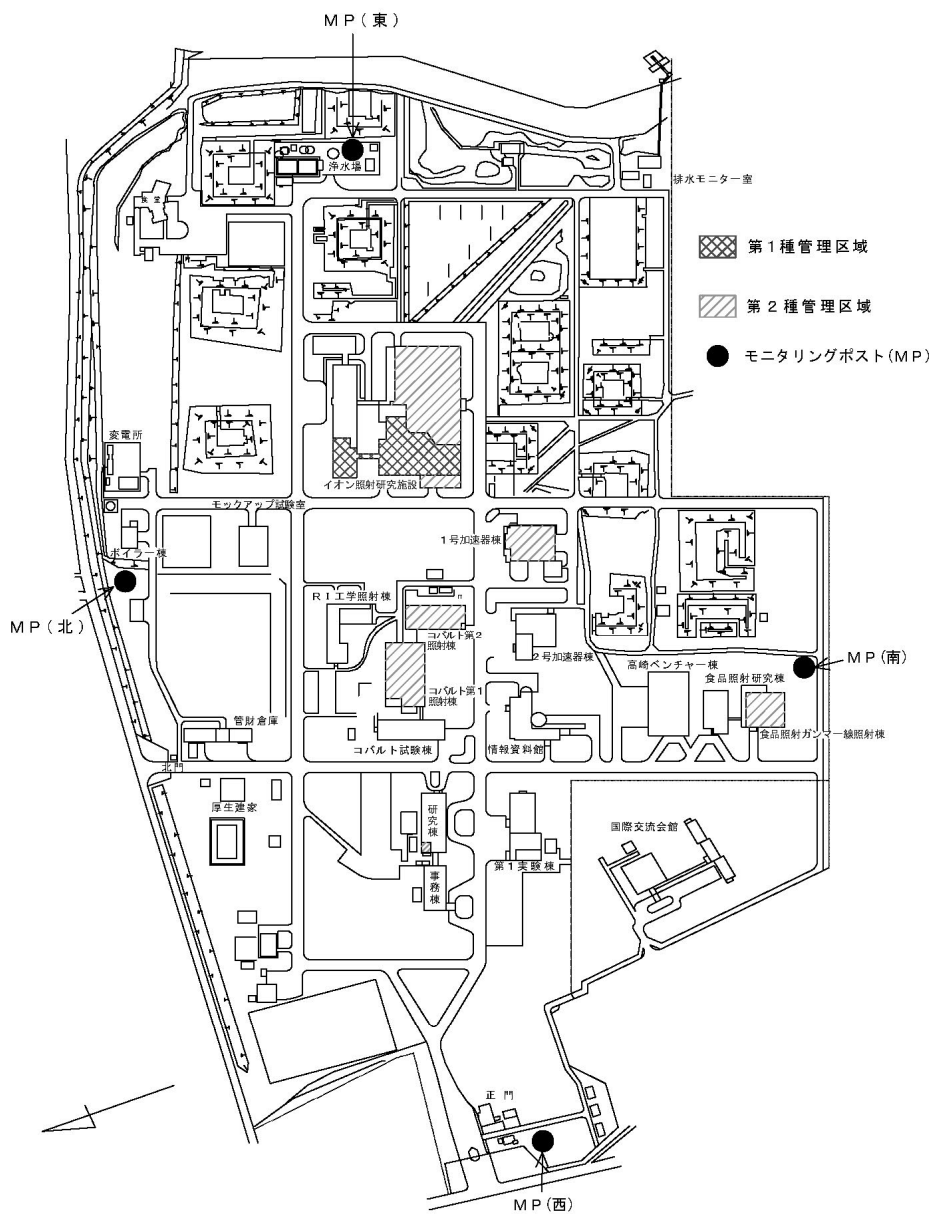 MP(東)
浄水場
食堂
排水モニター室
第1種管理区域
第2種管理区域
モニタリングポスト(MP)
変電所
イオン照射研究施設
モックアップ試験室
ボイラー棟
1号加速器棟
MP(北)
RI工学照射棟
コバルト第2
照射棟
2号加速器棟
高崎ベンチャー棟
MP(南)
食品照射研究棟
コバルト第1
照射棟
管財倉庫
コバルト試験棟
情報資料館
食品照射ガンマー線照射棟
北門
厚生建家
研究棟
国際交流会館
事務棟
第1実験棟
正門
MP(西)